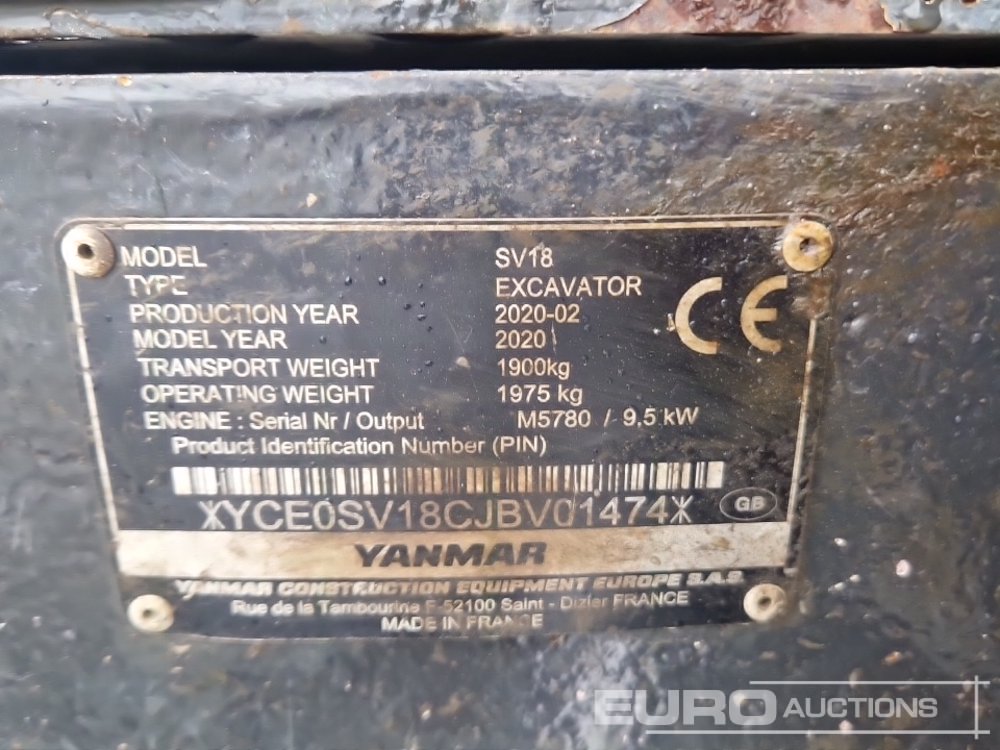 MODEL SV18
TYPE EXCAVATOR
PRODUCTION YEAR 2020-02
MODEL YEAR 2020
TRANSPORT WEIGHT 1900kg
OPERATING WEIGHT 1975 kg
ENGINE : Serial Nr / Output M5780 / 9,5 kW
Product Identification Number (PIN)
*YCE0SV18CJBV01474*
GB
YANMAR
YANMAR CONSTRUCTION EQUIPMENT EUROPE S.A.S
Rue de la Tambourine F-52100 Saint - Dizier FRANCE
MADE IN FRANCE
CE
EURO AUCTIONS